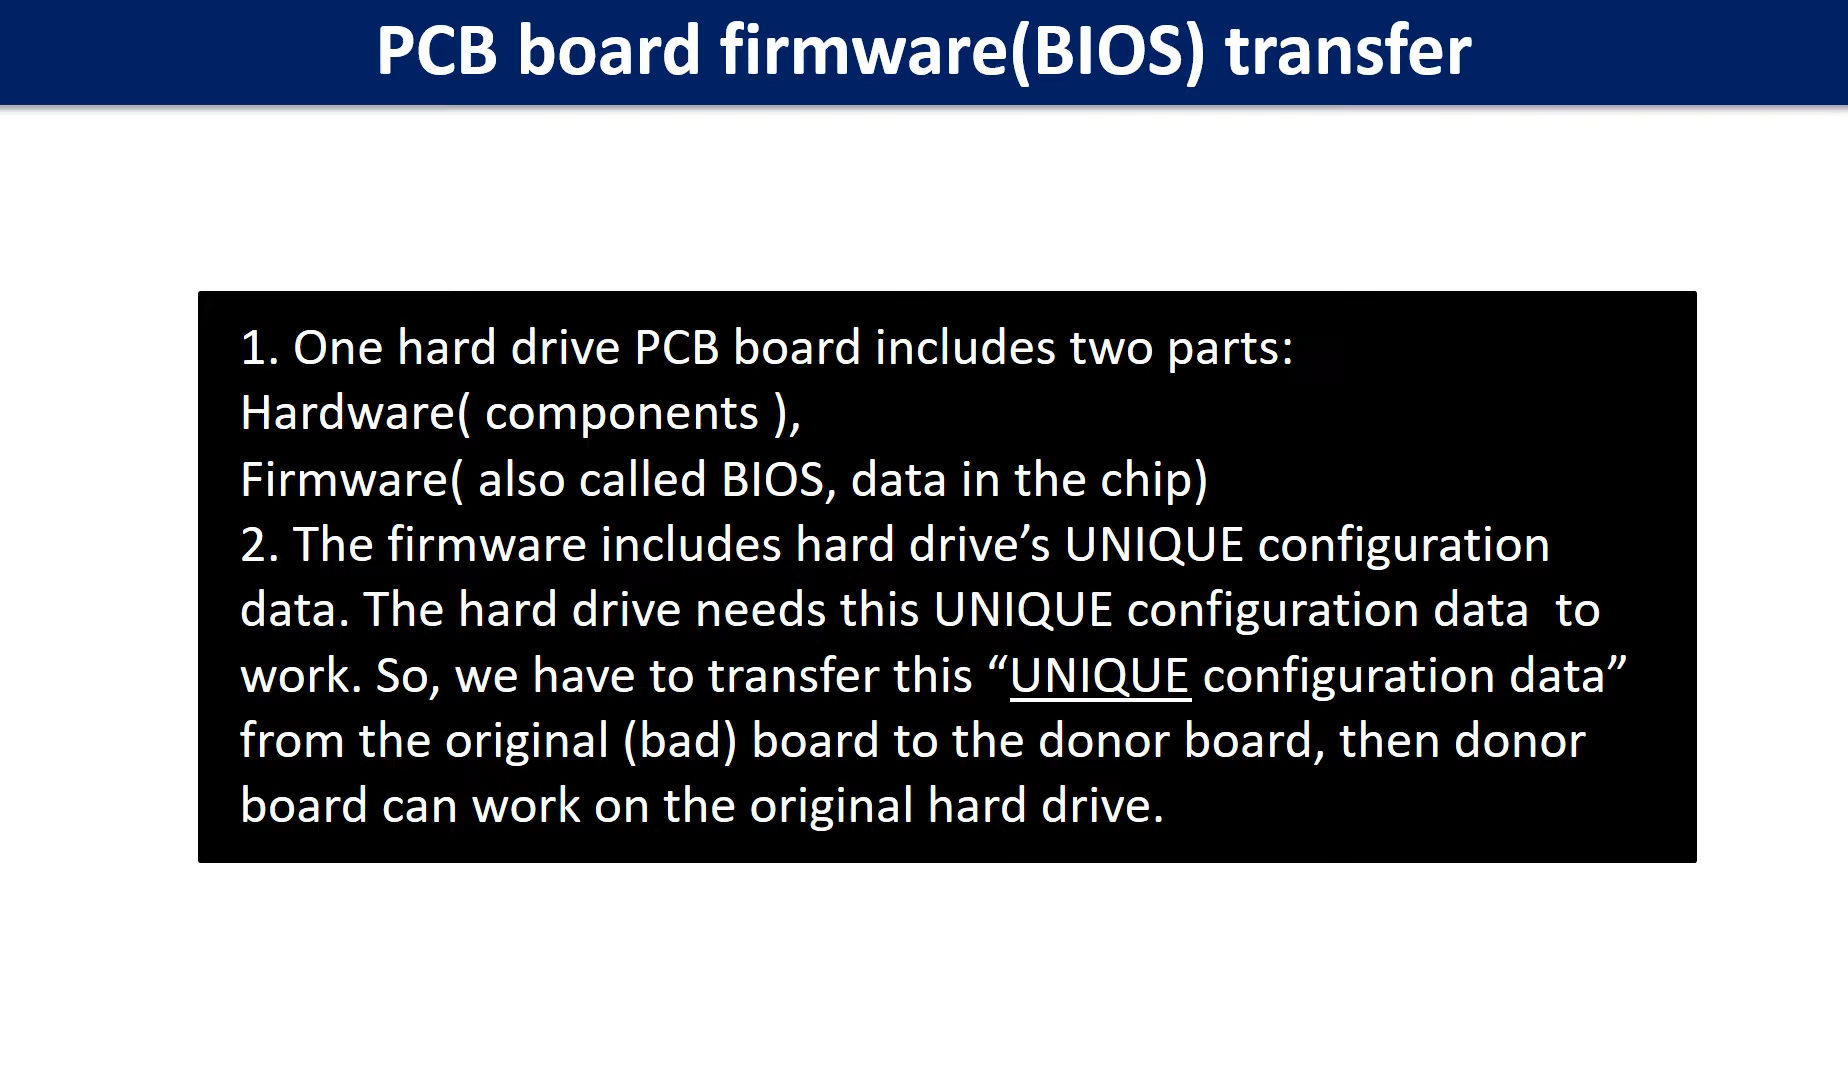 PCB board firmware(BIOS) transfer
1. One hard drive PCB board includes two parts:
Hardware( components ),
Firmware( also called BIOS, data in the chip)
2. The firmware includes hard drive’s UNIQUE configuration
data. The hard drive needs this UNIQUE configuration data  to
work. So, we have to transfer this “UNIQUE configuration data”
from the original (bad) board to the donor board, then donor
board can work on the original hard drive.